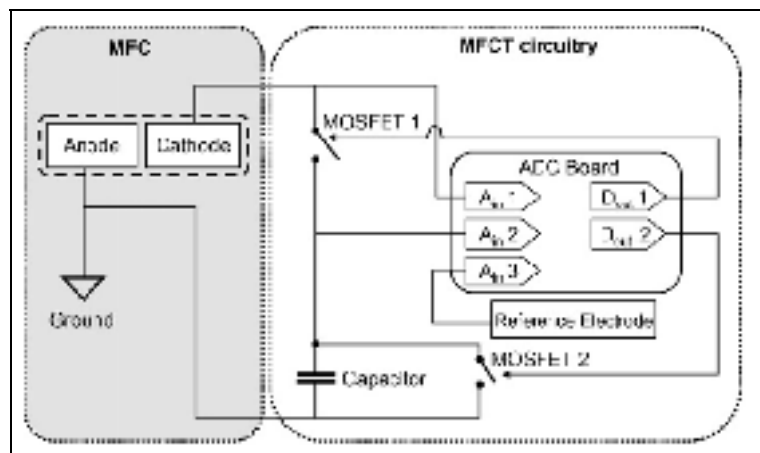 MFC
MFCT circuitry
Anode
Cathode
MOSFET 1
ADC Board
Ain 1
Dout 1
Ain 2
Dout 2
Ain 3
Ground
Reference Electrode
MOSFET 2
Capacitor